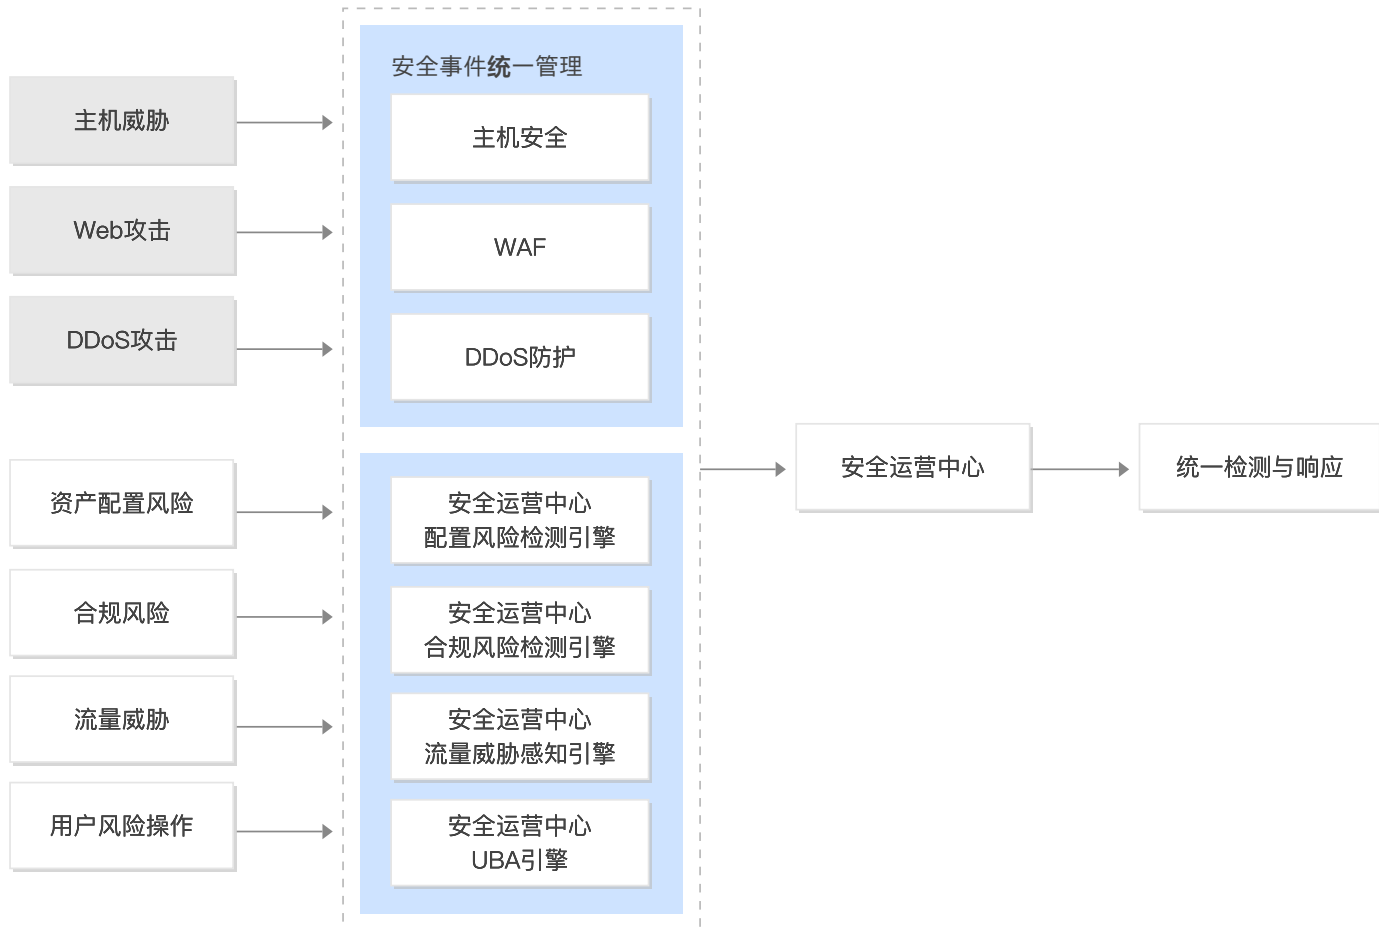 安全事件统一管理
主机威胁
主机安全
Web攻击
WAF
DDoS攻击
DDoS防护
资产配置风险
安全运营中心
配置风险检测引擎
合规风险
安全运营中心
合规风险检测引擎
流量威胁
安全运营中心
流量威胁感知引擎
用户风险操作
安全运营中心
UBA引擎
安全运营中心
统一检测与响应